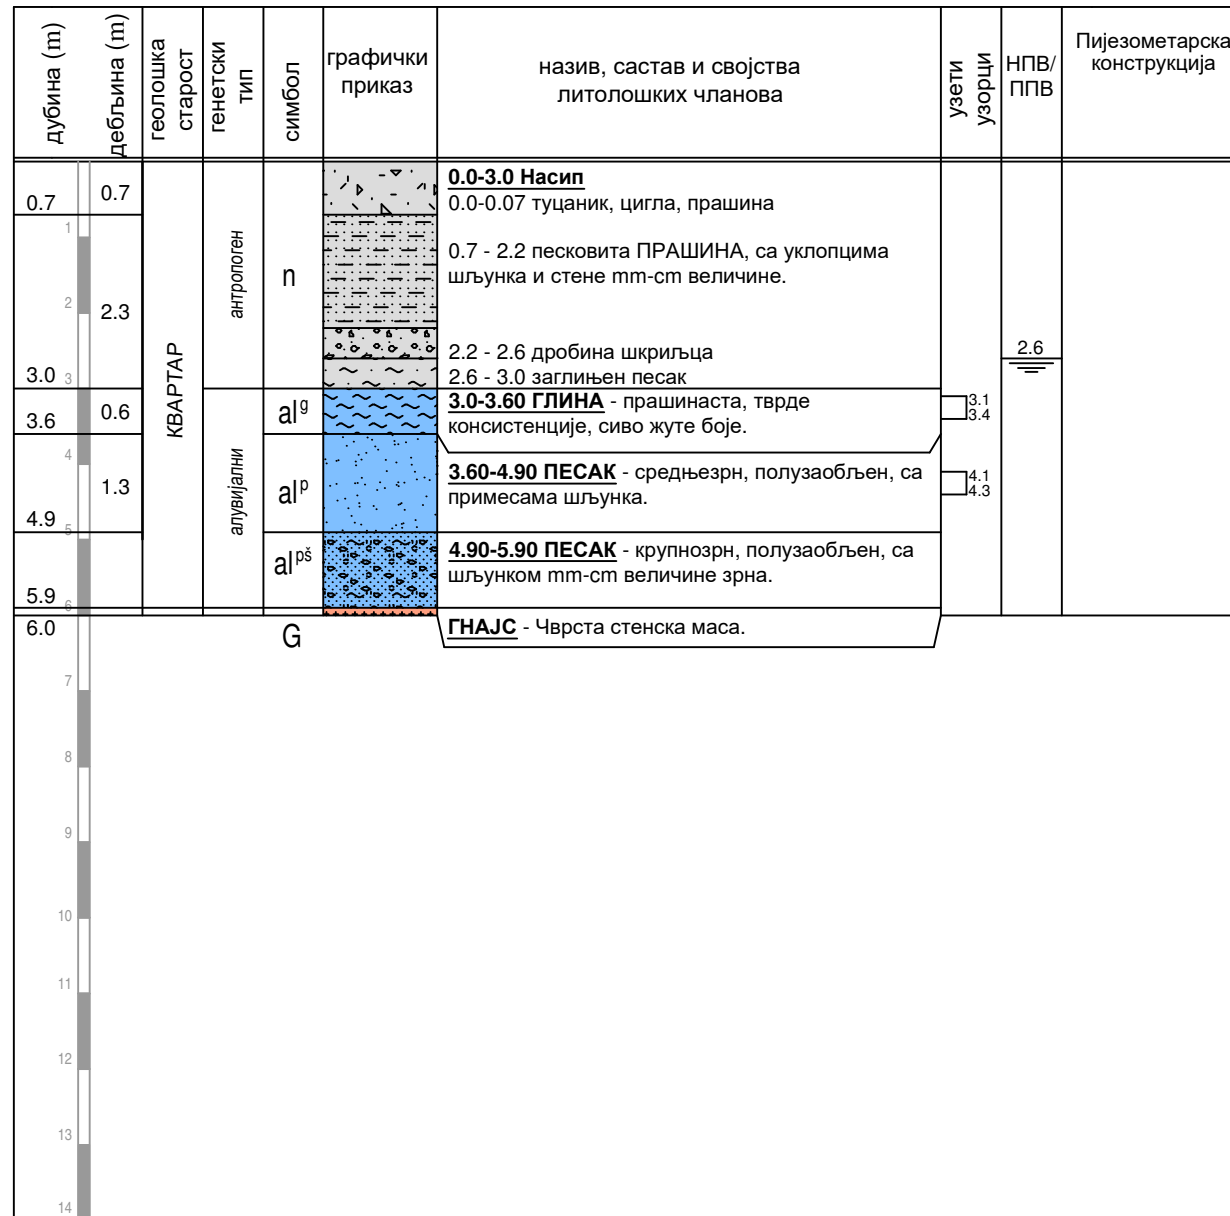 дубина (m)
дебљина (m)
геолошка
старост
генетски
тип
симбол
графички
приказ
назив, састав и својства
литолошких чланова
узети
узорци
НПВ/
ППВ
Пијезометарска
конструкција
0.7
0.7
1
2
2.3
3.0
3
3.6
0.6
4
1.3
4.9
5
5.9
6
6.0
7
8
9
10
11
12
13
14
КВАРТАР
антропоген
алувијални
n
al^g
al^p
al^pš
G
0.0-3.0 Насип
0.0-0.07 туцаник, цигла, прашина
0.7 - 2.2 песковита ПРАШИНА, са уклопцима
шљунка и стене mm-cm величине.
2.2 - 2.6 дробина шкриљца
2.6 - 3.0 заглињен песак
3.0-3.60 ГЛИНА - прашинаста, тврде
консистенције, сиво жуте боје.
3.60-4.90 ПЕСАК - средњезрн, полузаобљен, са
примесама шљунка.
4.90-5.90 ПЕСАК - крупнозрн, полузаобљен, са
шљунком mm-cm величине зрна.
ГНАЈС - Чврста стенска маса.
3.1
3.4
4.1
4.3
2.6